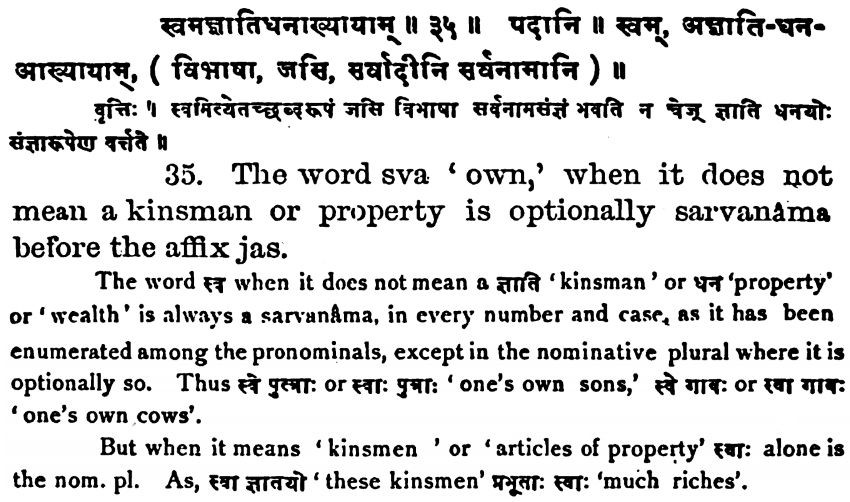 स्वमज्ञातिधनाख्यायाम् ॥ ३५ ॥ पदानि ॥ स्वम्, अज्ञाति-धन-
आख्यायाम्, ( विभाषा, जसि, सर्वादीनि सर्वनामानि ) ॥
वृत्तिः ॥ स्वमित्येतच्छब्दरूपं जसि विभाषा सर्वनामसंज्ञं भवति न चेज् ज्ञाति धनयोः
संज्ञारूपेण वर्त्तते ॥
35. The word sva ‘ own,’ when it does not
mean a kinsman or property is optionally sarvanâma
before the affix jas.
The word स्व when it does not mean a ज्ञाति ‘ kinsman ’ or धन ‘property’
or ‘ wealth ’ is always a sarvanâma, in every number and case, as it has been
enumerated among the pronominals, except in the nominative plural where it is
optionally so. Thus स्वे पुत्राः or स्वाः पुत्राः ‘ one's own sons,’ स्वे गावः or स्वा गावः
‘ one's own cows’.
But when it means ‘ kinsmen ’ or ‘ articles of property’ स्वाः alone is
the nom. pl. As, स्वा ज्ञातयो ‘ these kinsmen’ प्रभूताः स्वाः ‘much riches’.